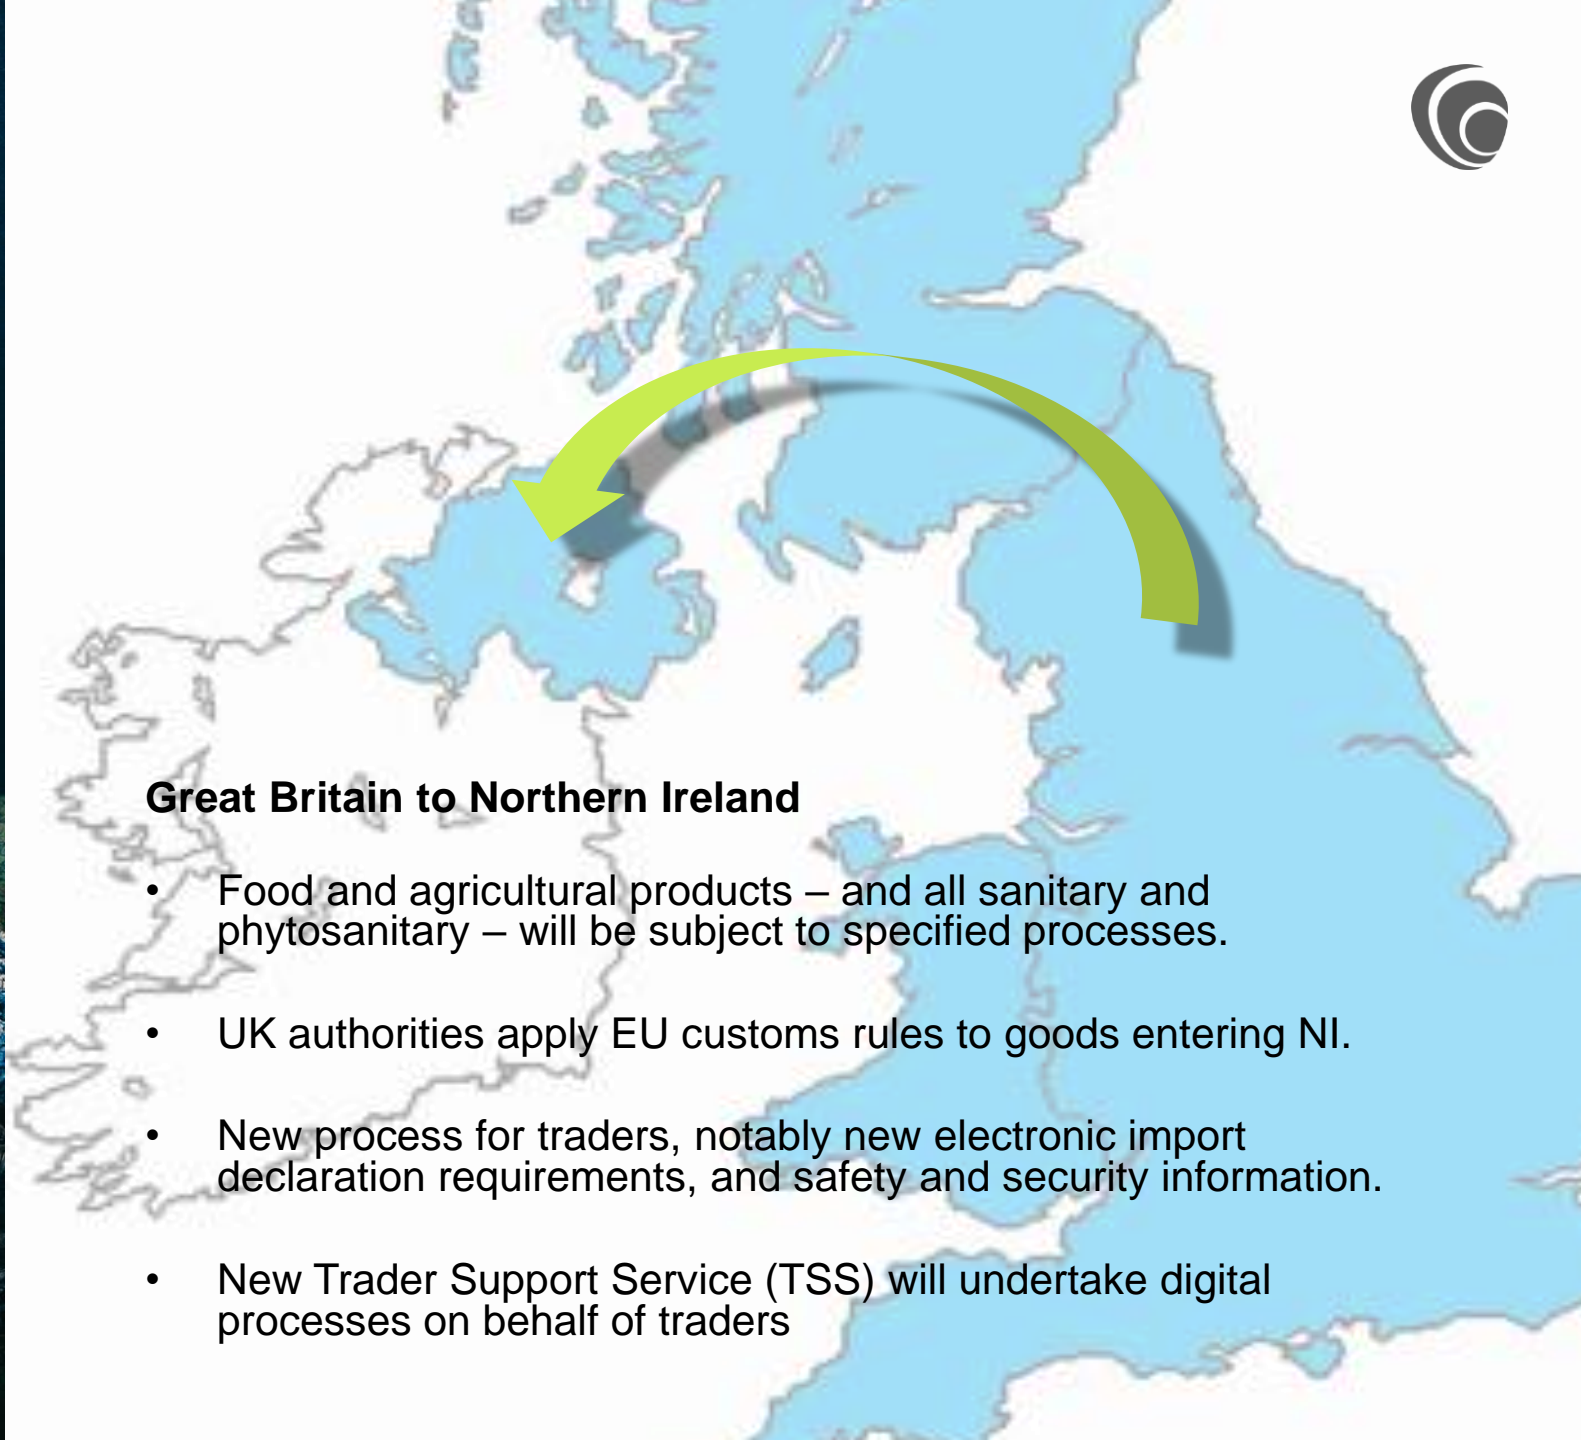 Great Britain to Northern Ireland
• Food and agricultural products – and all sanitary and
phytosanitary – will be subject to specified processes.
• UK authorities apply EU customs rules to goods entering NI.
• New process for traders, notably new electronic import
declaration requirements, and safety and security information.
• New Trader Support Service (TSS) will undertake digital
processes on behalf of traders